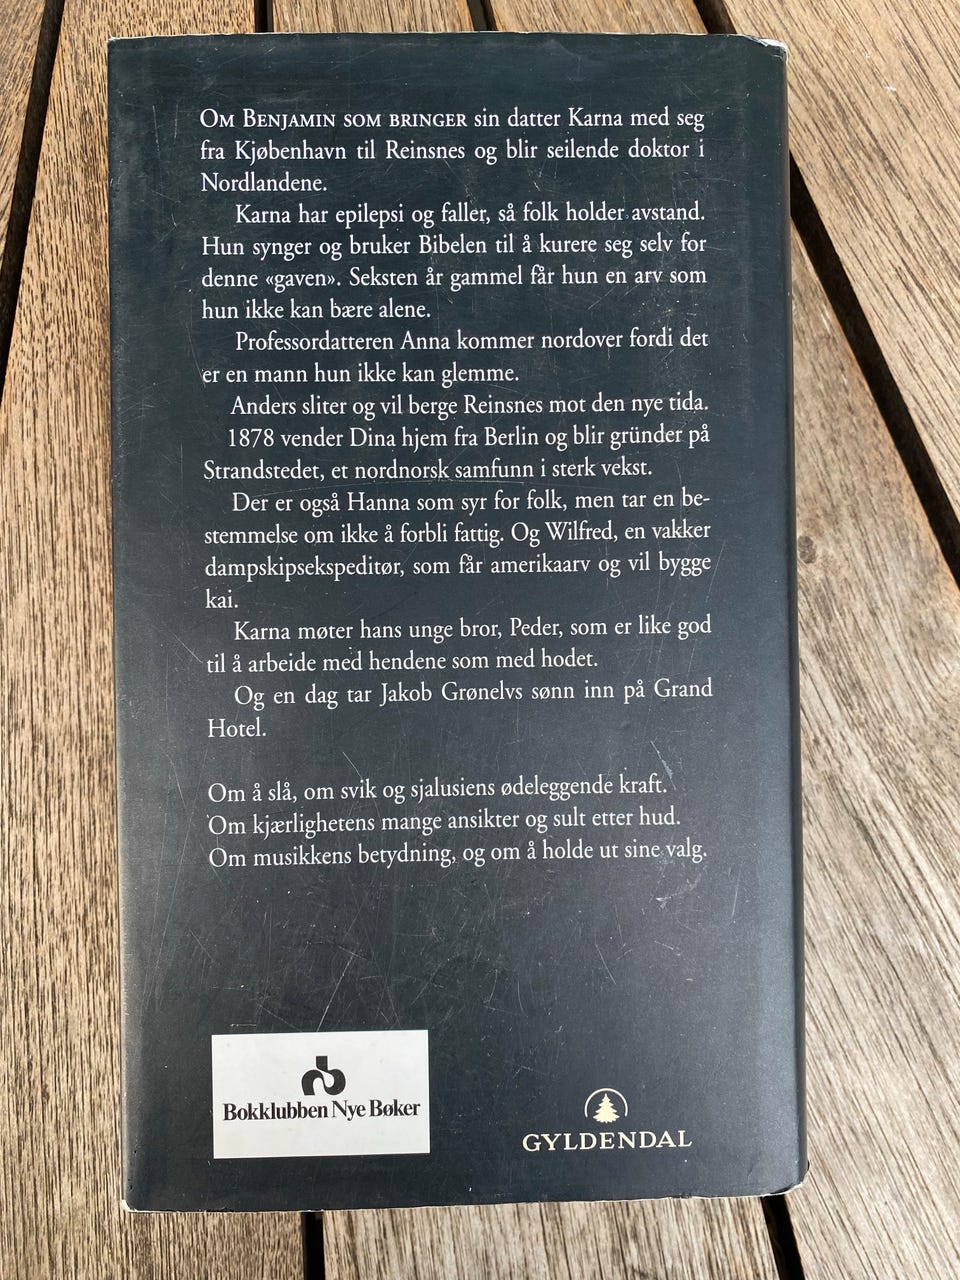 OM BENJAMIN SOM BRINGER sin datter Karna med seg
fra Kjøbenhavn til Reinsnes og blir seilende doktor i
Nordlandene.
Karna har epilepsi og faller, så folk holder avstand.
Hun synger og bruker Bibelen til å kurere seg selv for
denne «gaven». Seksten år gammel får hun en arv som
hun ikke kan bære alene.
Professordatteren Anna kommer nordover fordi det
er en mann hun ikke kan glemme.
Anders sliter og vil berge Reinsnes mot den nye tida.
1878 vender Dina hjem fra Berlin og blir gründer på
Strandstedet, et nordnorsk samfunn i sterk vekst.
Der er også Hanna som syr for folk, men tar en be-
stemmelse om ikke å forbli fattig. Og Wilfred, en vakker
dampskipsekspeditør, som får amerikaarv og vil bygge
kai.
Karna møter hans unge bror, Peder, som er like god
til å arbeide med hendene som med hodet.
Og en dag tar Jakob Grønelvs sønn inn på Grand
Hotel.
Om å slå, om svik og sjalusiens ødeleggende kraft.
Om kjærlighetens mange ansikter og sult etter hud.
Om musikkens betydning, og om å holde ut sine valg.
Bokklubben Nye Bøker
GYLDENDAL